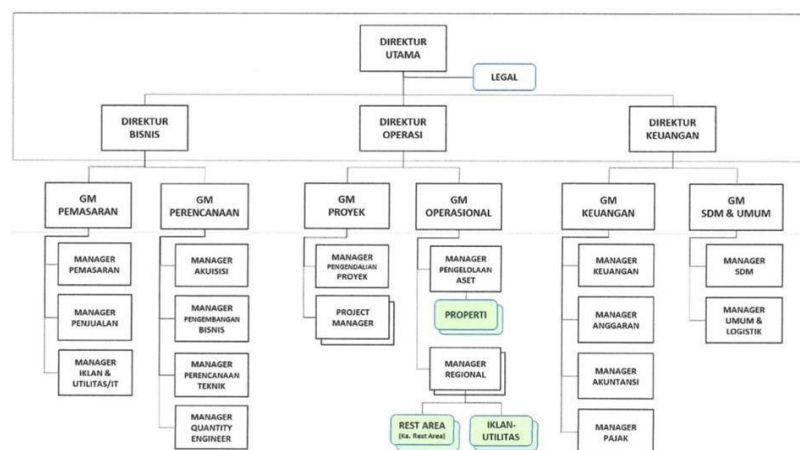 DIREKTUR
UTAMA
LEGAL
DIREKTUR
BISNIS
DIREKTUR
OPERASI
DIREKTUR
KEUANGAN
GM
PEMASARAN
GM
PERENCANAAN
GM
PROYEK
GM
OPERASIONAL
GM
KEUANGAN
GM
SDM & UMUM
MANAGER
PEMASARAN
MANAGER
PENJUALAN
MANAGER
IKLAN &
UTILITAS/IT
MANAGER
AKUISISI
MANAGER
PENGEMBANGAN
BISNIS
MANAGER
PERENCANAAN
TEKNIK
MANAGER
QUANTITY
ENGINEER
MANAGER
PENGENDALIAN
PROYEK
PROJECT
MANAGER
MANAGER
PENGELOLAAN
ASET
PROPERTI
MANAGER
REGIONAL
REST AREA
(Ka. Rest Area)
IKLAN-
UTILITAS
MANAGER
KEUANGAN
MANAGER
ANGGARAN
MANAGER
AKUNTANSI
MANAGER
PAJAK
MANAGER
SDM
MANAGER
UMUM &
LOGISTIK